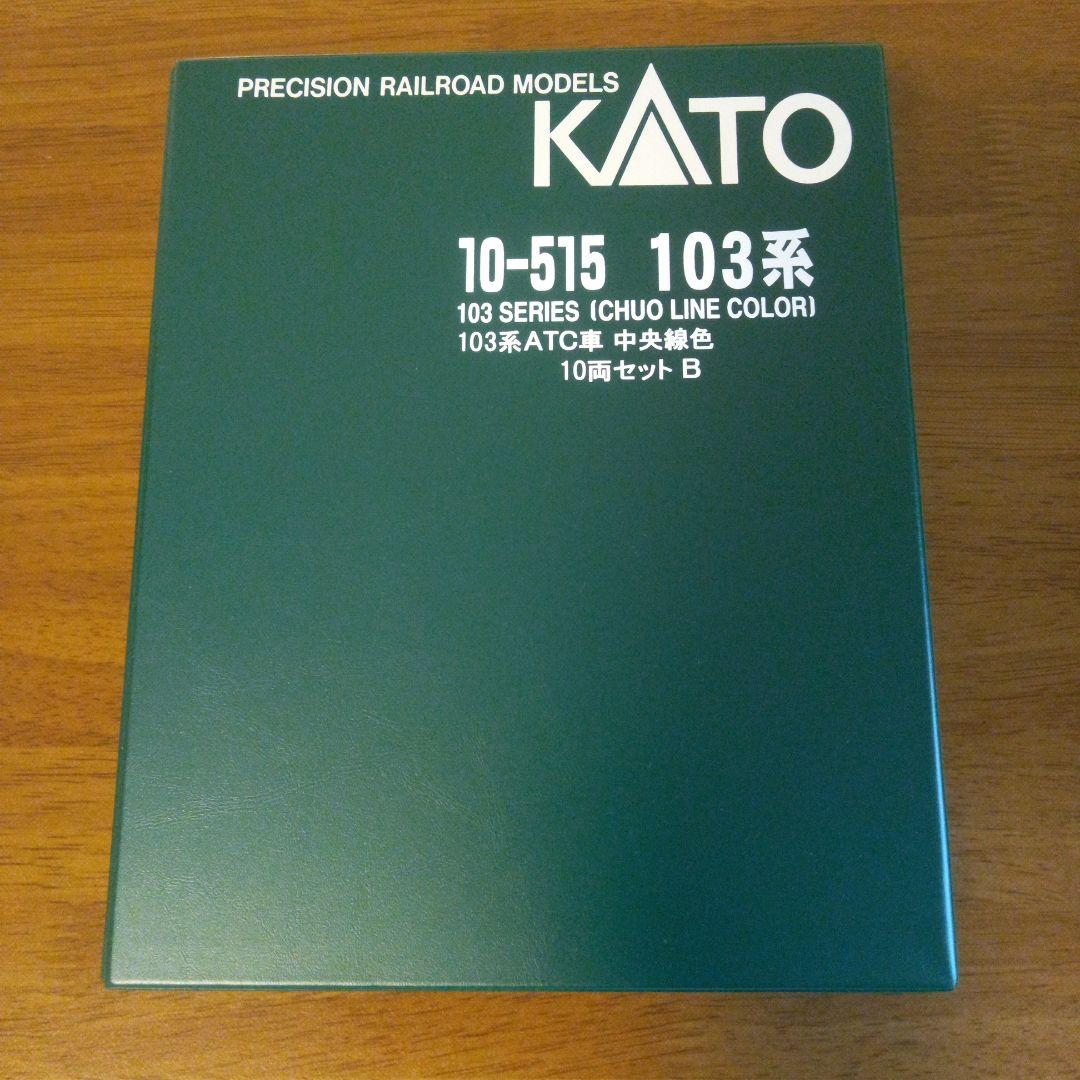 PRECISION RAILROAD MODELS
KATO
10-515 103系
103 SERIES (CHUO LINE COLOR)
103系ATC車 中央線色
10両セット B